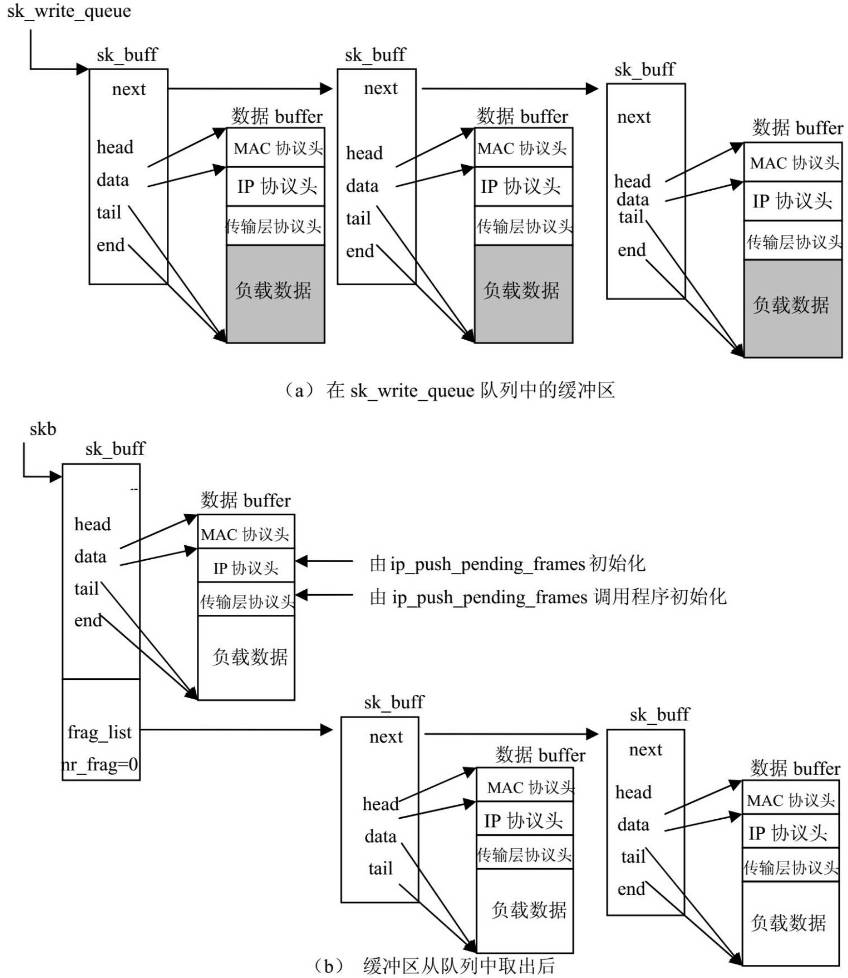 sk_write_queue
sk_buff
next
head
data
tail
end
数据 buffer
MAC 协议头
IP 协议头
传输层协议头
负载数据
sk_buff
next
head
data
tail
end
数据 buffer
MAC 协议头
IP 协议头
传输层协议头
负载数据
sk_buff
next
head
data
tail
end
数据 buffer
MAC 协议头
IP 协议头
传输层协议头
负载数据
（a） 在 sk_write_queue 队列中的缓冲区
skb
sk_buff
--
head
data
tail
end
frag_list
nr_frag=0
数据 buffer
MAC 协议头
IP 协议头
传输层协议头
负载数据
由 ip_push_pending_frames 初始化
由 ip_push_pending_frames 调用程序初始化
sk_buff
next
head
data
tail
数据 buffer
MAC 协议头
IP 协议头
传输层协议头
负载数据
sk_buff
next
head
data
tail
end
数据 buffer
MAC 协议头
IP 协议头
传输层协议头
负载数据
（b） 缓冲区从队列中取出后